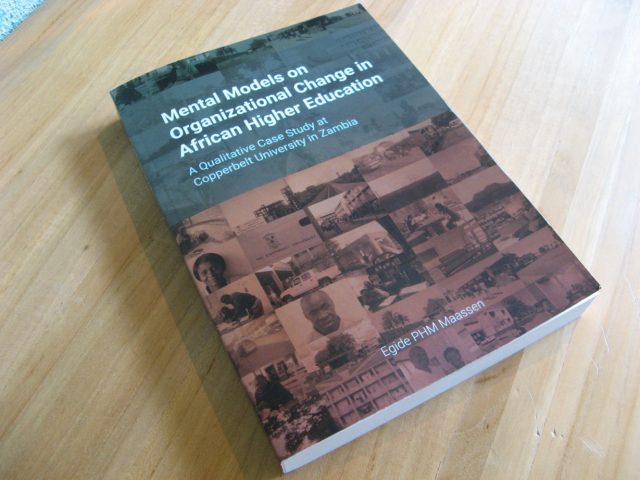 Mental Models on
Organizational Change in
African Higher Education
A Qualitative Case Study at
Copperbelt University in Zambia
Egide PHM Maassen